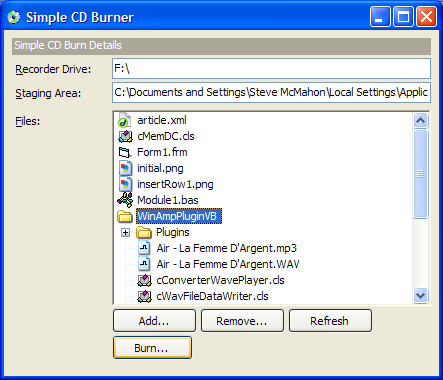 Simple CD Burner
Simple CD Burn Details
Recorder Drive: F:\
Staging Area: C:\Documents and Settings\Steve McMahon\Local Settings\Applic
Files:
article.xml
cMemDC.cls
Form1.frm
initial.png
insertRow1.png
Module1.bas
WinAmpPluginVB
Plugins
Air - La Femme D'Argent.mp3
Air - La Femme D'Argent.WAV
cConverterWavePlayer.cls
cWavFileDataWriter.cls
Add... Remove... Refresh
Burn...